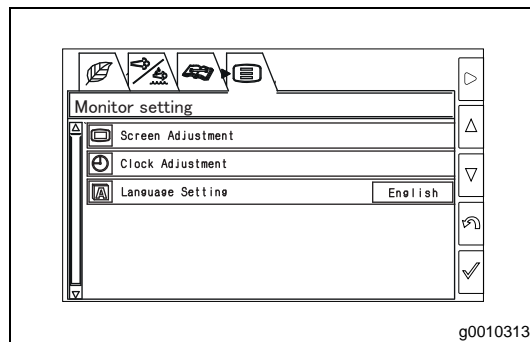 Monitor setting
Screen Adjustment
Clock Adjustment
A Language Setting English
g0010313